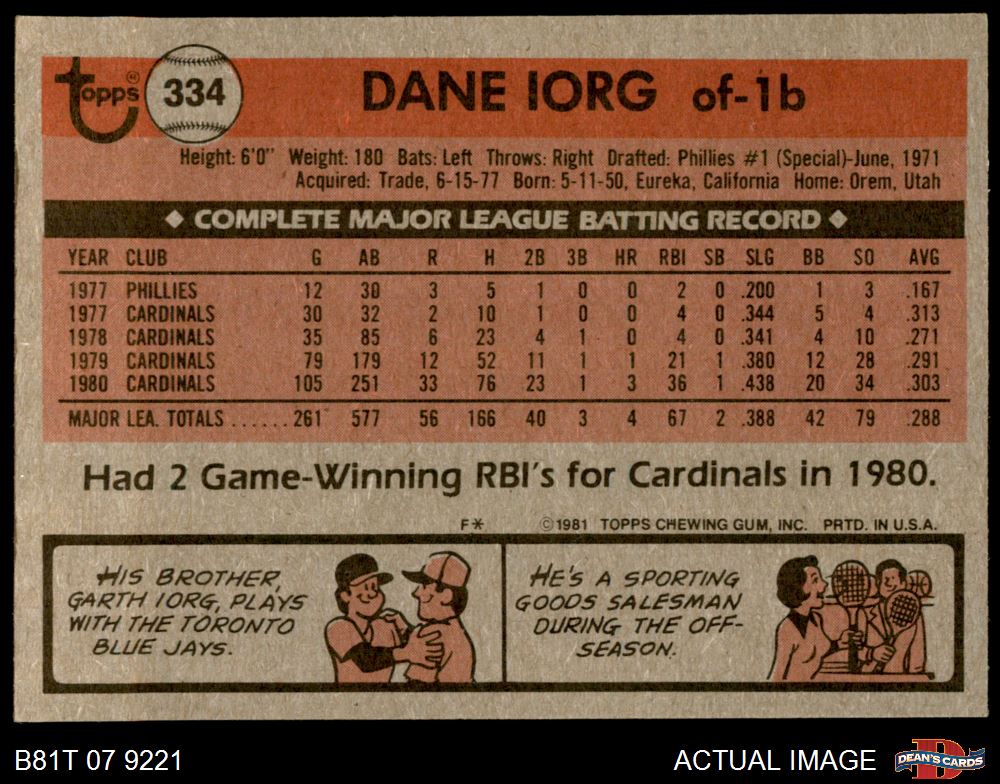 topps®
334
DANE IORG of-1b
Height: 6'0" Weight: 180 Bats: Left Throws: Right Drafted: Phillies #1 (Special)-June, 1971
Acquired: Trade, 6-15-77 Born: 5-11-50, Eureka, California Home: Orem, Utah
◆ COMPLETE MAJOR LEAGUE BATTING RECORD ◆
YEAR CLUB G AB R H 2B 3B HR RBI SB SLG BB SO AVG
1977 PHILLIES 12 30 3 5 1 0 0 2 0 .200 1 3 .167
1977 CARDINALS 30 32 2 10 1 0 0 4 0 .344 5 4 .313
1978 CARDINALS 35 85 6 23 4 1 0 4 0 .341 4 10 .271
1979 CARDINALS 79 179 12 52 11 1 1 21 1 .380 12 28 .291
1980 CARDINALS 105 251 33 76 23 1 3 36 1 .438 20 34 .303
MAJOR LEA. TOTALS ......261 577 56 166 40 3 4 67 2 .388 42 79 .288
Had 2 Game-Winning RBI's for Cardinals in 1980.
F* ©1981 TOPPS CHEWING GUM, INC. PRTD. IN U.S.A.
HIS BROTHER,
GARTH IORG, PLAYS
WITH THE TORONTO
BLUE JAYS.
HE'S A SPORTING
GOODS SALESMAN
DURING THE OFF-
SEASON.
B81T 07 9221
ACTUAL IMAGE
DEAN'S CARDS